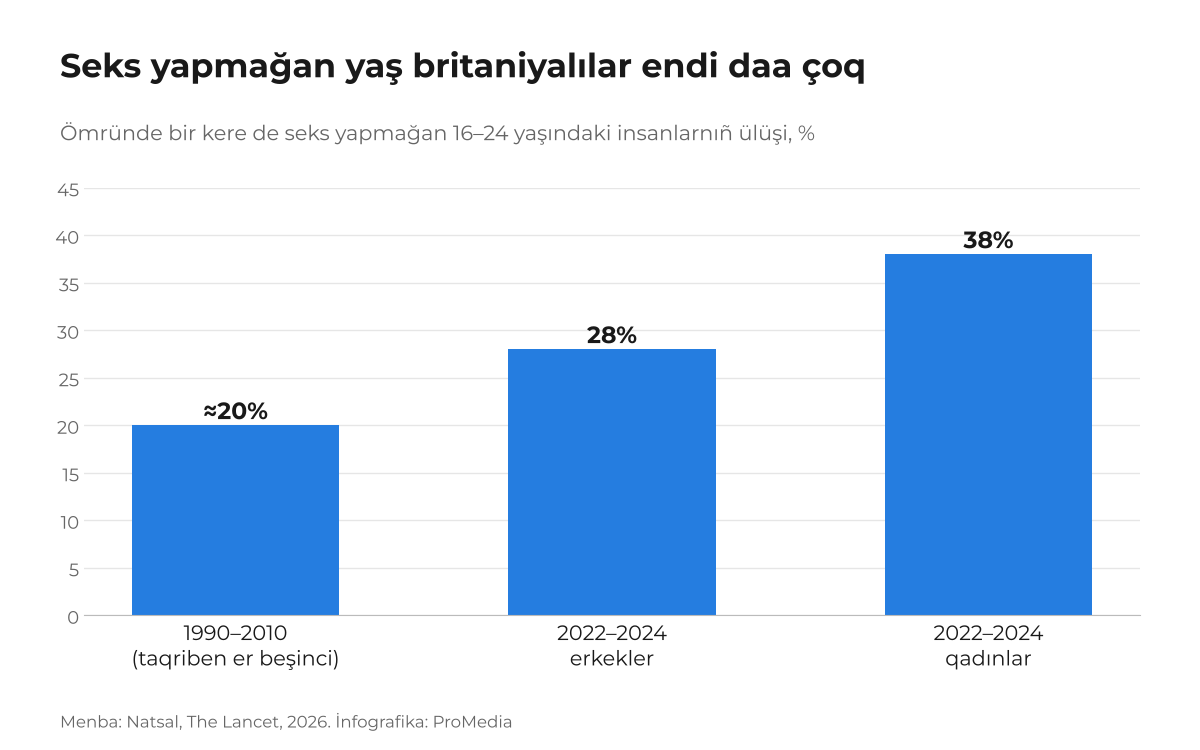 Seks yapmağan yaş britaniyalılar endi daa çoq
Ömründe bir kere de seks yapmağan 16–24 yaşındaki insanlarnıñ ülüşi, %
45
40
35
30
25
20
15
10
5
0
≈20%
28%
38%
1990–2010
(taqriben er beşinci)
2022–2024
erkekler
2022–2024
qadınlar
Menba: Natsal, The Lancet, 2026. İnfografika: ProMedia